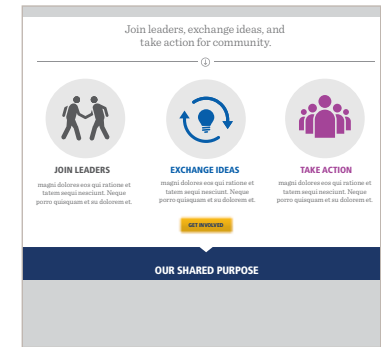 Join leaders, exchange ideas, and
take action for community.
JOIN LEADERS
magni dolores eos qui ratione et
tatem sequi nesciunt. Neque
porro quisquam et su dolorem et.
EXCHANGE IDEAS
magni dolores eos qui ratione et
tatem sequi nesciunt. Neque
porro quisquam et su dolorem et.
TAKE ACTION
magni dolores eos qui ratione et
tatem sequi nesciunt. Neque
porro quisquam et su dolorem et.
GET INVOLVED
OUR SHARED PURPOSE